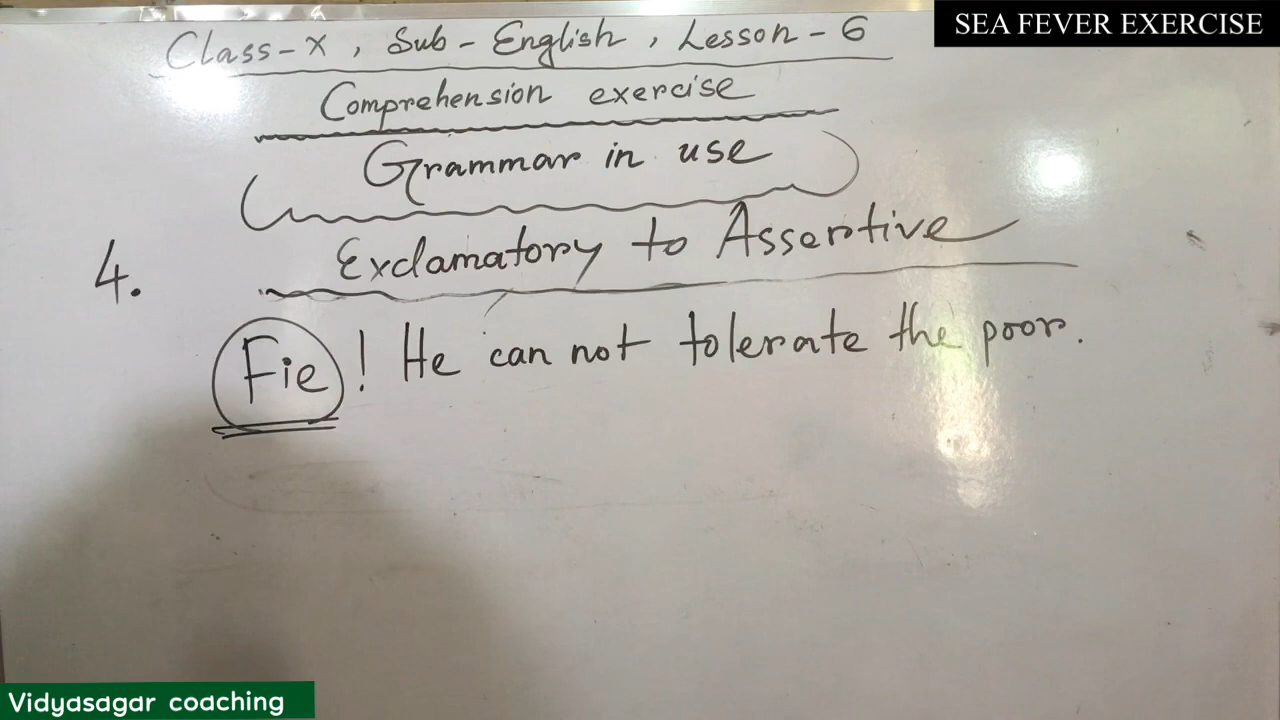 SEA FEVER EXERCISE
Class-X, Sub-English, Lesson-6
Comprehension exercise
Grammar in use
4. Exclamatory to Assertive
Fie! He can not tolerate the poor.
Vidyasagar coaching